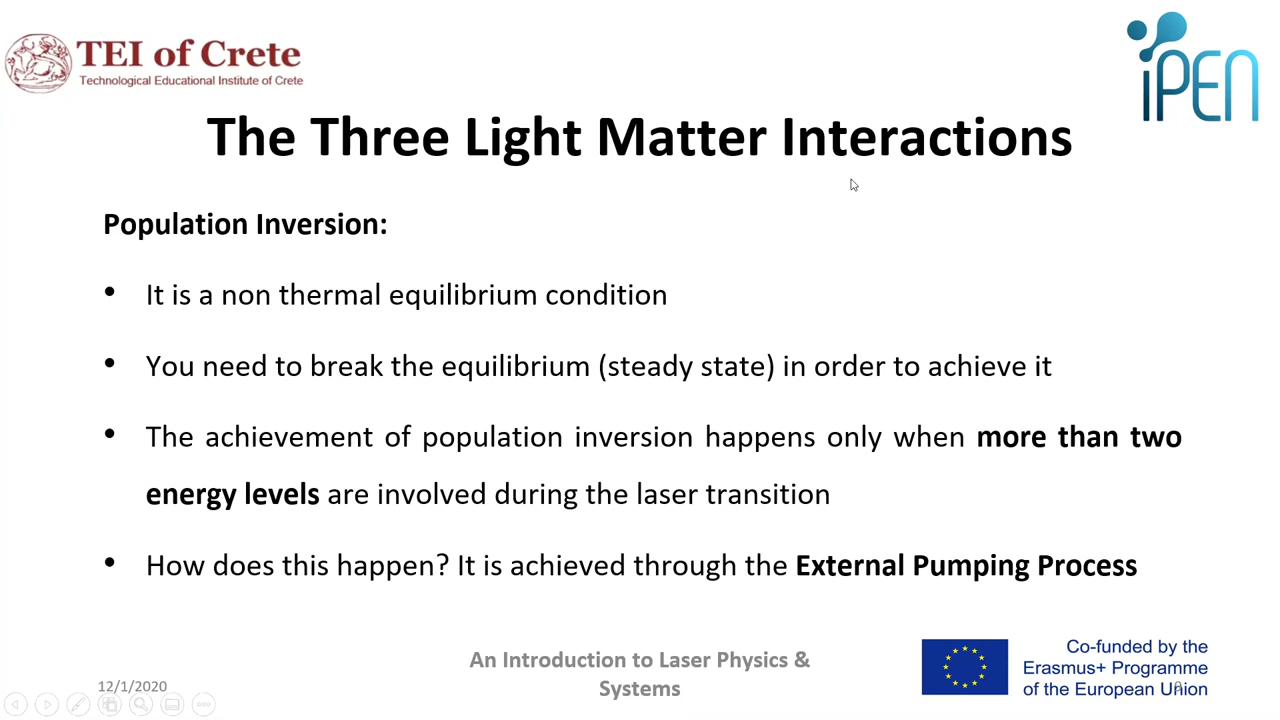 TEI of Crete
Technological Educational Institute of Crete
iPEN
The Three Light Matter Interactions
Population Inversion:
• It is a non thermal equilibrium condition
• You need to break the equilibrium (steady state) in order to achieve it
• The achievement of population inversion happens only when more than two
energy levels are involved during the laser transition
• How does this happen? It is achieved through the External Pumping Process
12/1/2020
An Introduction to Laser Physics &
Systems
Co-funded by the
Erasmus+ Programme
of the European Union